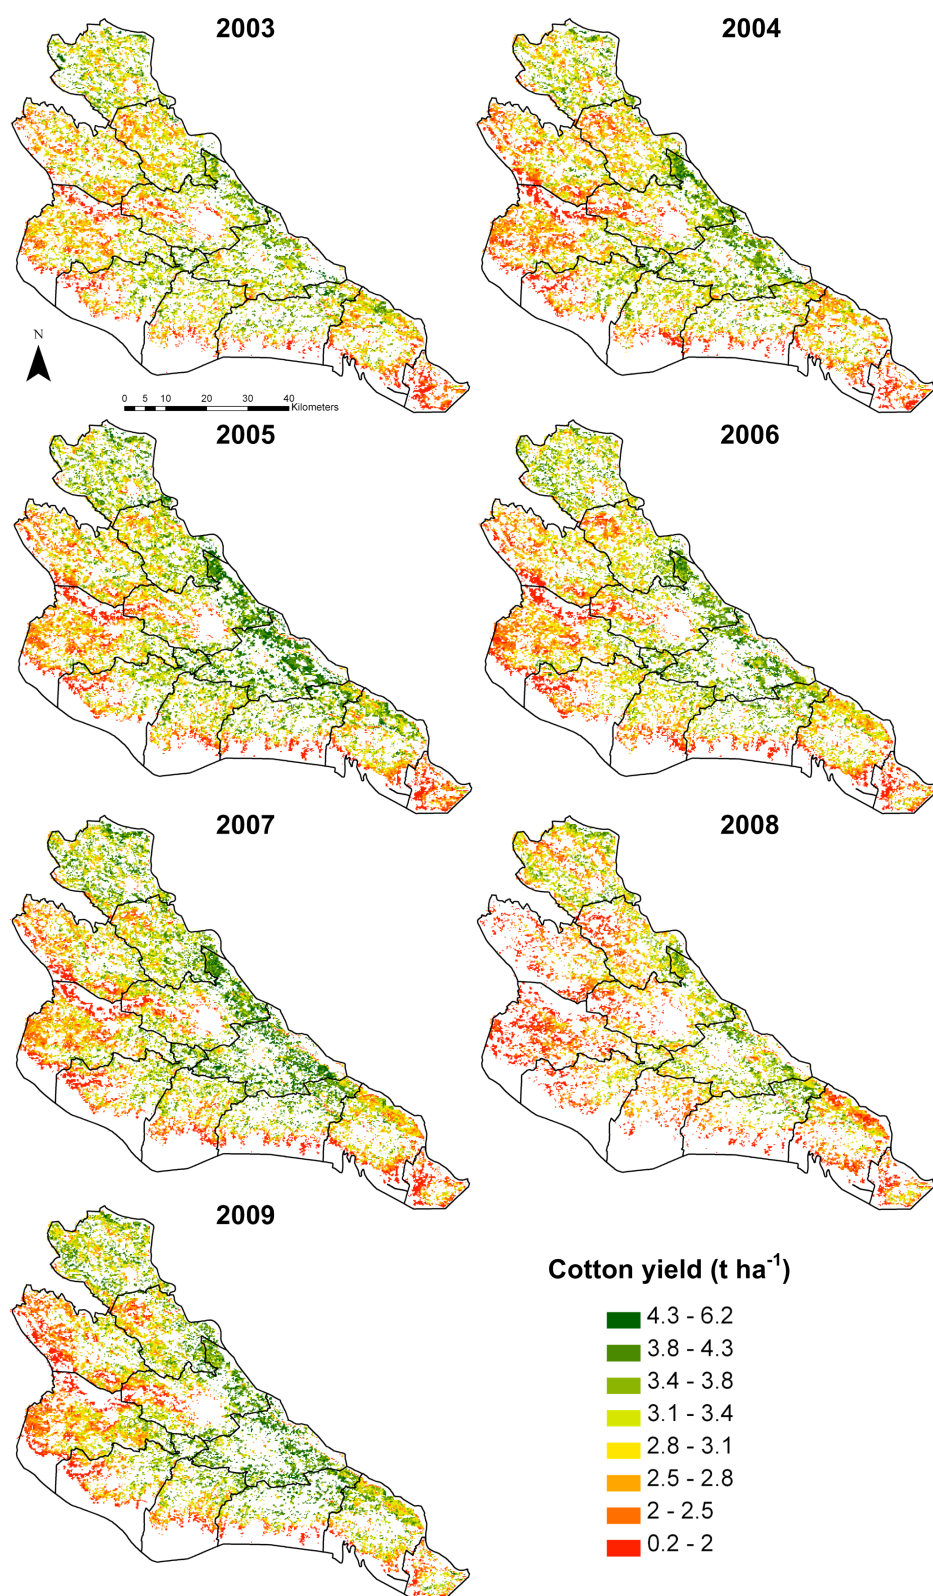 2003
2004
N
0 5 10 20 30 40
Kilometers
2005
2006
2007
2008
2009
Cotton yield (t ha⁻¹)
4.3 - 6.2
3.8 - 4.3
3.4 - 3.8
3.1 - 3.4
2.8 - 3.1
2.5 - 2.8
2 - 2.5
0.2 - 2